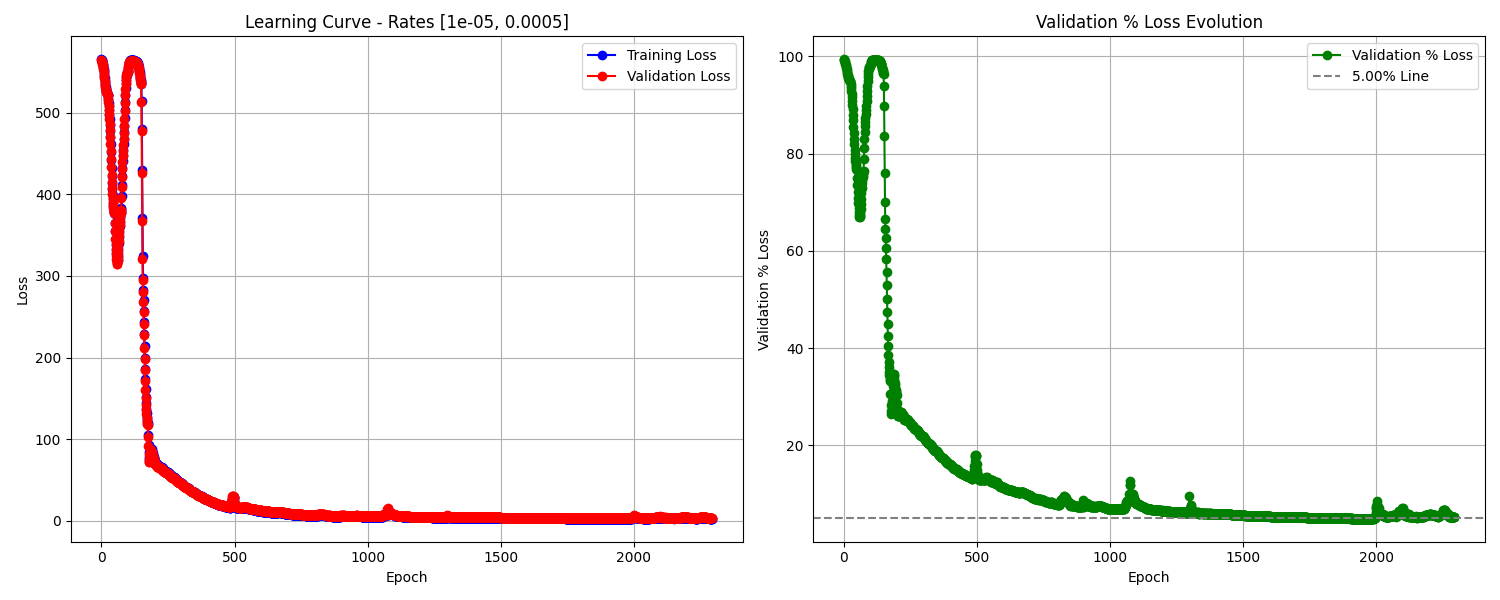 Learning Curve - Rates [1e-05, 0.0005]
Loss
500
400
300
200
100
0
Training Loss
Validation Loss
0
500
1000
1500
2000
Epoch
Validation % Loss Evolution
Validation % Loss
100
80
60
40
20
Validation % Loss
5.00% Line
0
500
1000
1500
2000
Epoch